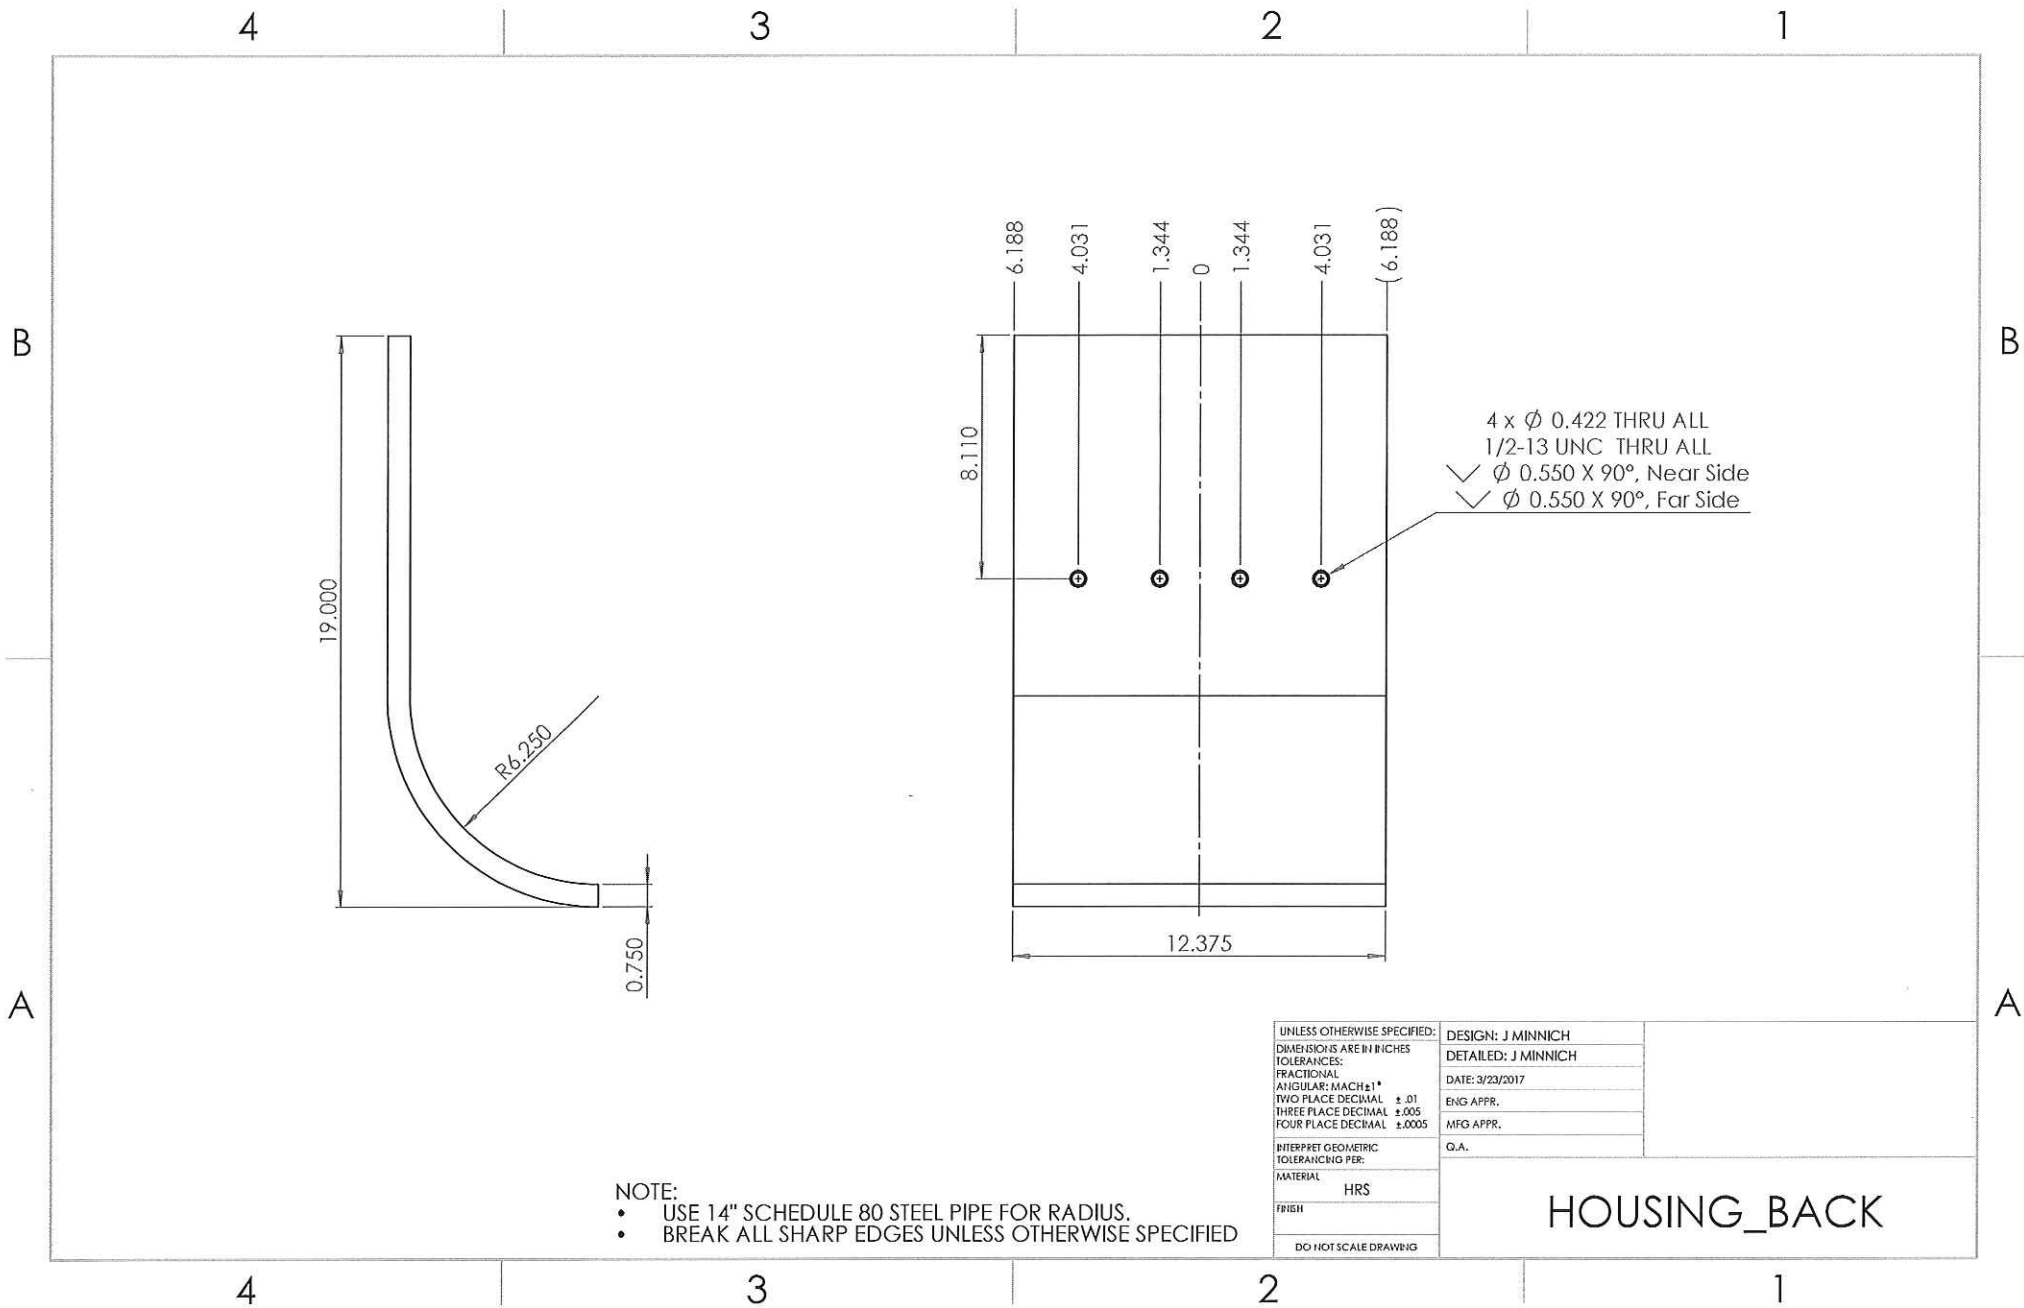 4 3 2 1
B B
A A
19.000
R6.250
0.750
6.188
4.031
1.344
0
1.344
4.031
( 6.188 )
8.110
4 x Ø 0.422 THRU ALL
1/2-13 UNC THRU ALL
⌵ Ø 0.550 X 90°, Near Side
⌵ Ø 0.550 X 90°, Far Side
12.375
NOTE:
• USE 14" SCHEDULE 80 STEEL PIPE FOR RADIUS.
• BREAK ALL SHARP EDGES UNLESS OTHERWISE SPECIFIED
UNLESS OTHERWISE SPECIFIED:
DIMENSIONS ARE IN INCHES
TOLERANCES:
FRACTIONAL
ANGULAR: MACH±1°
TWO PLACE DECIMAL ± .01
THREE PLACE DECIMAL ±.005
FOUR PLACE DECIMAL ±.0005
INTERPRET GEOMETRIC
TOLERANCING PER:
MATERIAL
HRS
FINISH
DO NOT SCALE DRAWING
DESIGN: J MINNICH
DETAILED: J MINNICH
DATE: 3/23/2017
ENG APPR.
MFG APPR.
Q.A.
HOUSING_BACK
4 3 2 1